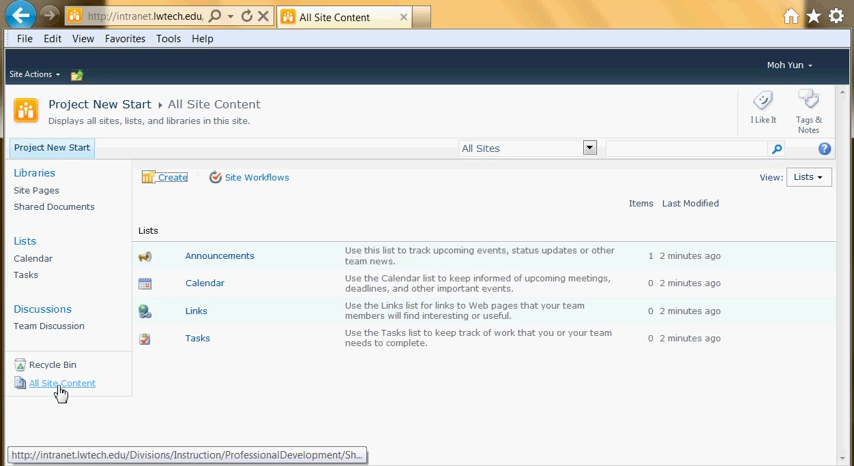 http://intranet.lwtech.edu,
All Site Content
File Edit View Favorites Tools Help
Moh Yun
Site Actions
Project New Start ▸ All Site Content
Displays all sites, lists, and libraries in this site.
I Like It
Tags & Notes
Project New Start
All Sites
Libraries
Site Pages
Shared Documents
Lists
Calendar
Tasks
Discussions
Team Discussion
Recycle Bin
All Site Content
Create
Site Workflows
View: Lists
Items Last Modified
Lists
Announcements
Use this list to track upcoming events, status updates or other
team news.
1 2 minutes ago
Calendar
Use the Calendar list to keep informed of upcoming meetings,
deadlines, and other important events.
0 2 minutes ago
Links
Use the Links list for links to Web pages that your team
members will find interesting or useful.
0 2 minutes ago
Tasks
Use the Tasks list to keep track of work that you or your team
needs to complete.
0 2 minutes ago
http://intranet.lwtech.edu/Divisions/Instruction/ProfessionalDevelopment/Sh...